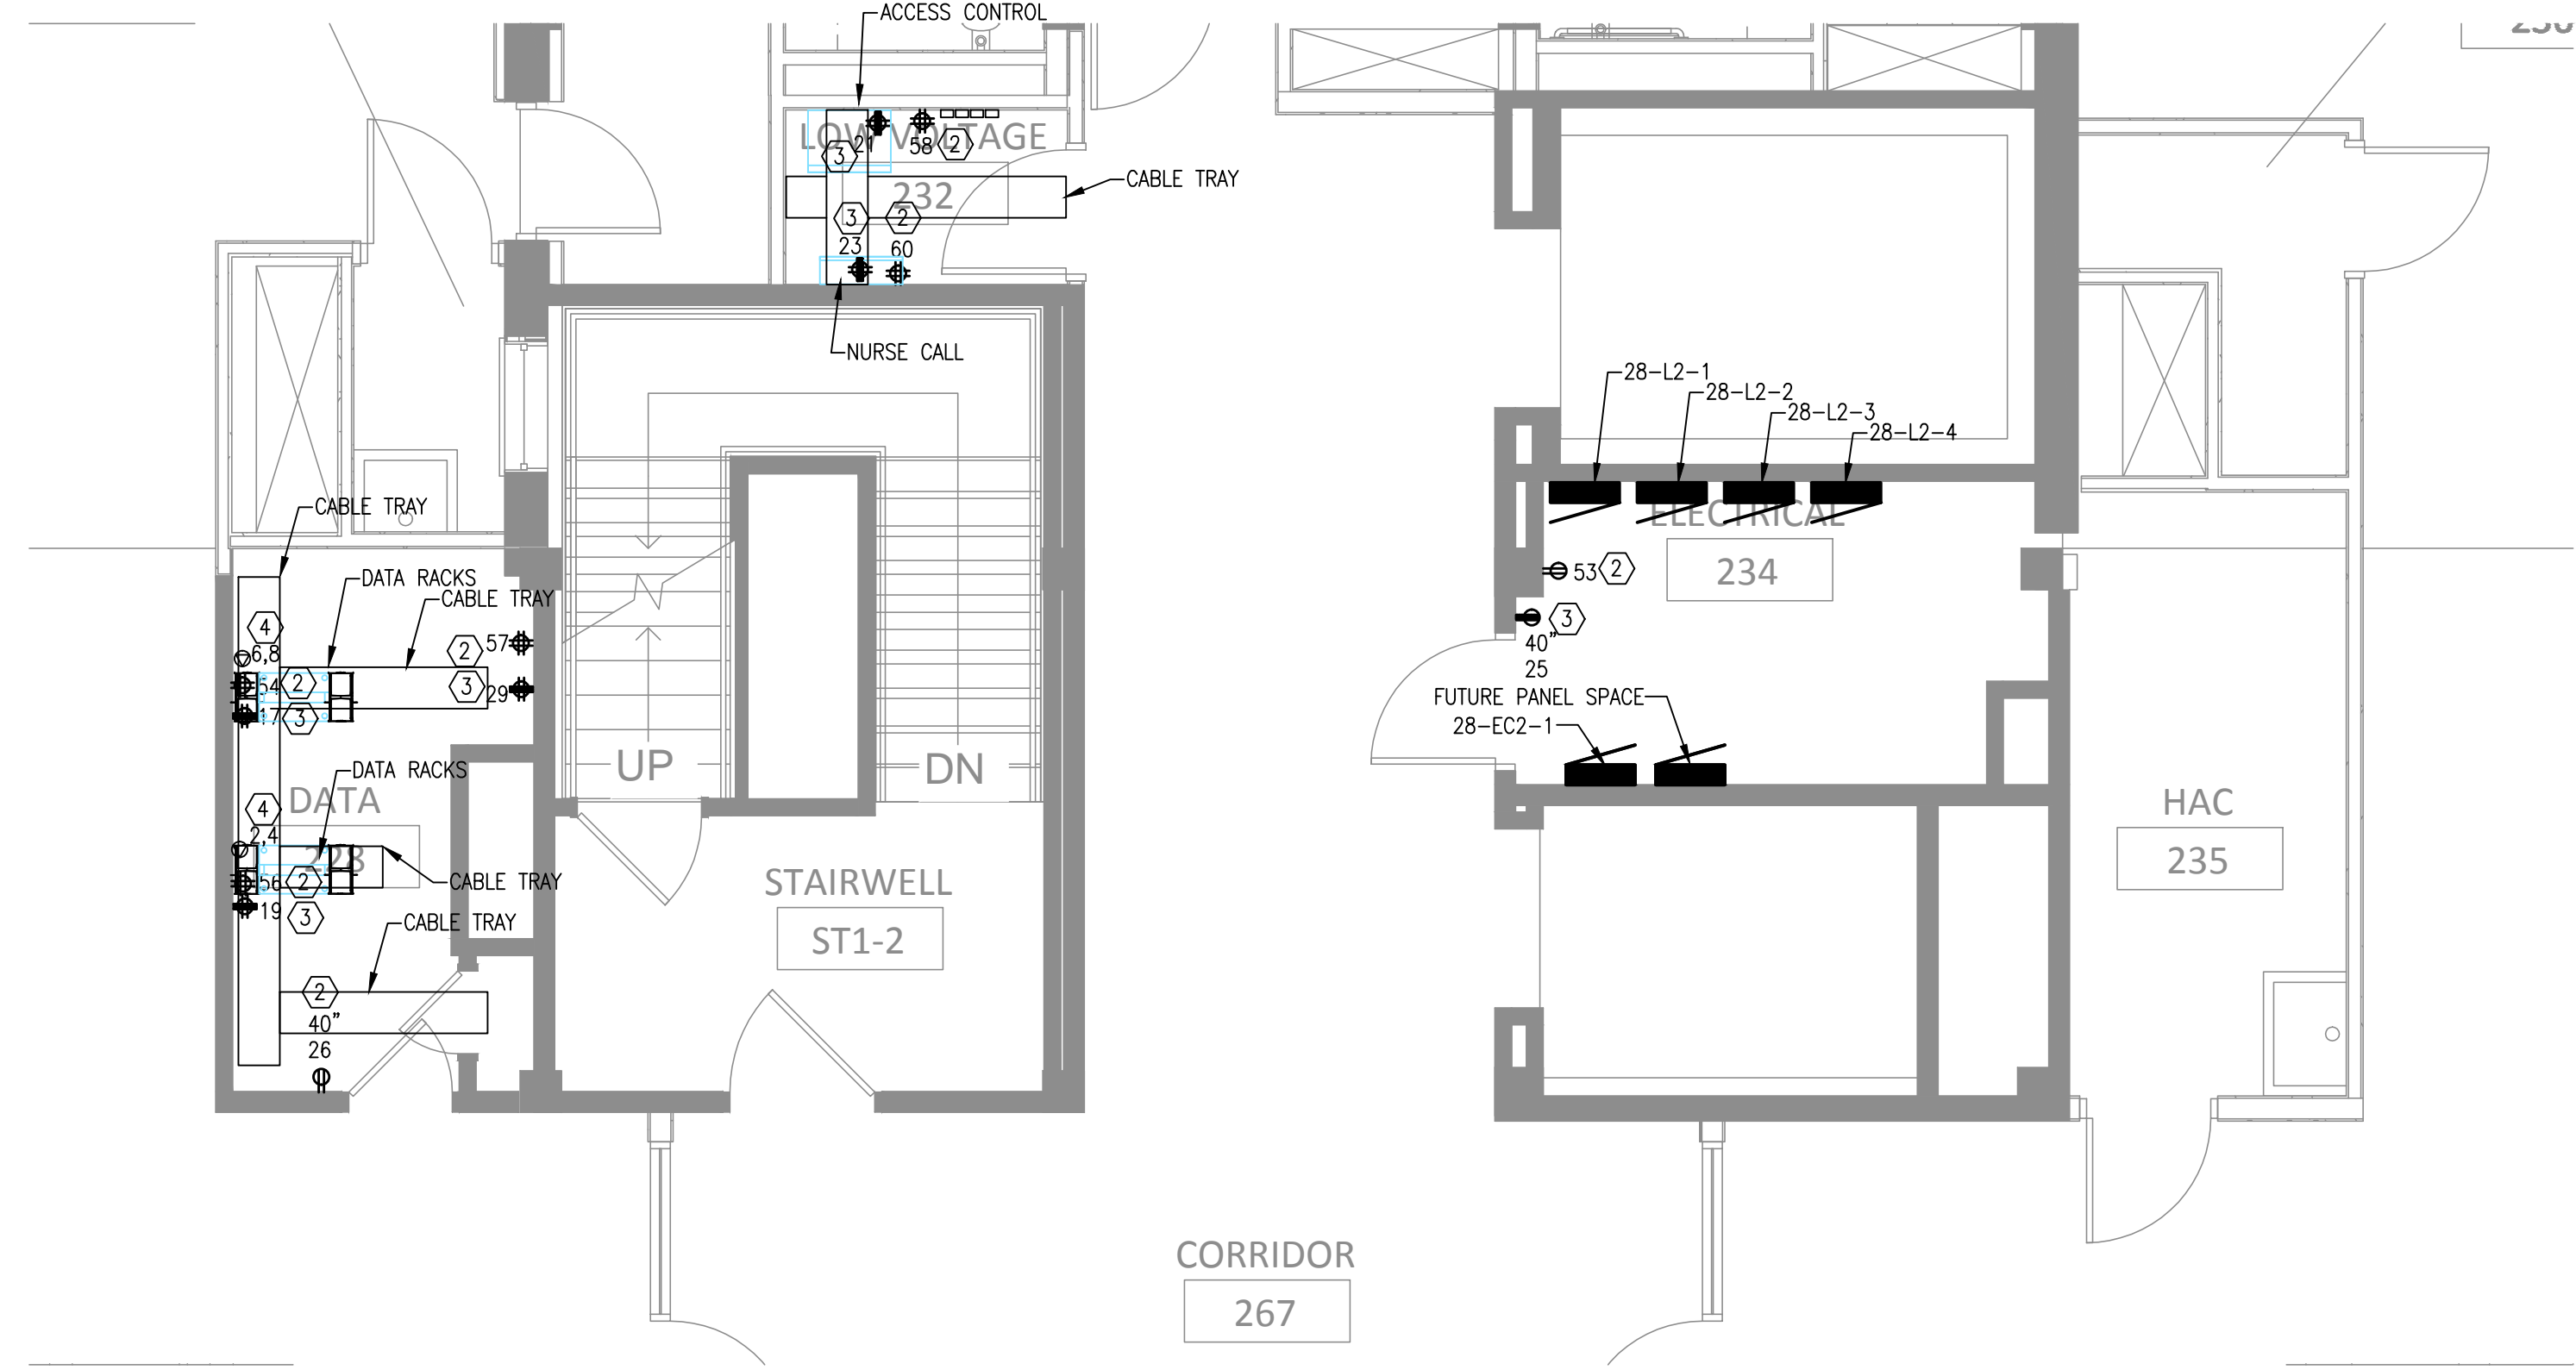 ACCESS CONTROL
LOW VOLTAGE
21
58
2
3
CABLE TRAY
232
3
2
23
60
NURSE CALL
28-L2-1
28-L2-2
28-L2-3
28-L2-4
ELECTRICAL
234
53
2
3
40"
25
FUTURE PANEL SPACE
28-EC2-1
CABLE TRAY
DATA RACKS
CABLE TRAY
4
6,8
2
57
54
2
3
29
17
3
DATA RACKS
DATA
228
4
2,4
56
2
CABLE TRAY
19
3
CABLE TRAY
2
40"
26
UP
DN
STAIRWELL
ST1-2
HAC
235
CORRIDOR
267